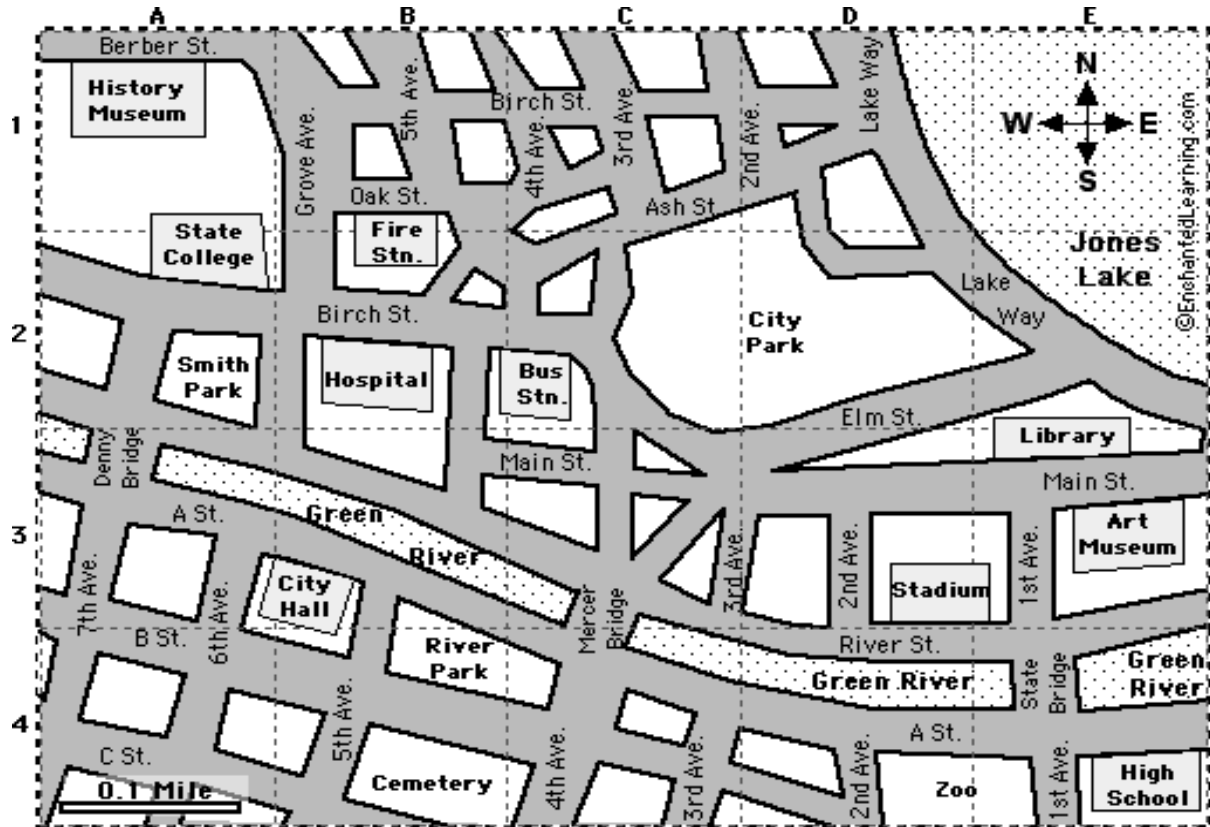 A B C D E
Berber St.
History
Museum
Grove Ave.
5th Ave.
Birch St.
4th Ave.
3rd Ave.
2nd Ave.
Lake Way
N
W E
S
©EnchantedLearning.com
1
Oak St.
Ash St
State
College
Fire
Stn.
Jones
Lake
Lake
Way
2
Birch St.
City
Park
Smith
Park
Hospital
Bus
Stn.
Elm St.
Library
Denny
Bridge
Main St.
Main St.
3
A St.
Green
River
7th Ave.
6th Ave.
City
Hall
Mercer
Bridge
3rd Ave.
2nd Ave.
Stadium
1st Ave.
Art
Museum
B St.
River
Park
River St.
Green River
State
Bridge
Green
River
4
C St.
5th Ave.
4th Ave.
3rd Ave.
2nd Ave.
A St.
1st Ave.
0.1 Mile
Cemetery
Zoo
High
School